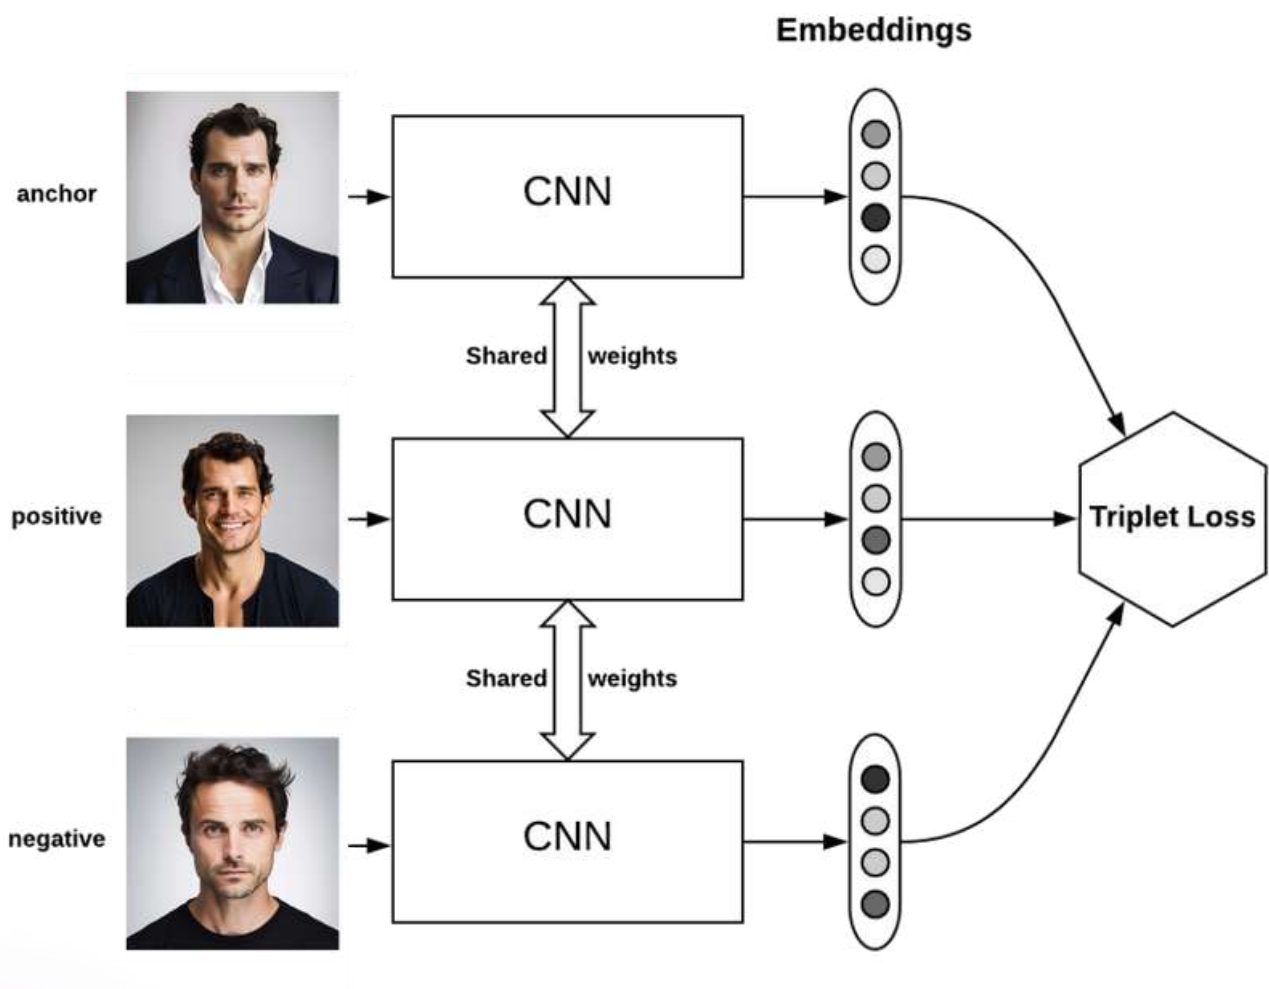 Embeddings
anchor
CNN
Shared weights
positive
CNN
Triplet Loss
Shared weights
negative
CNN